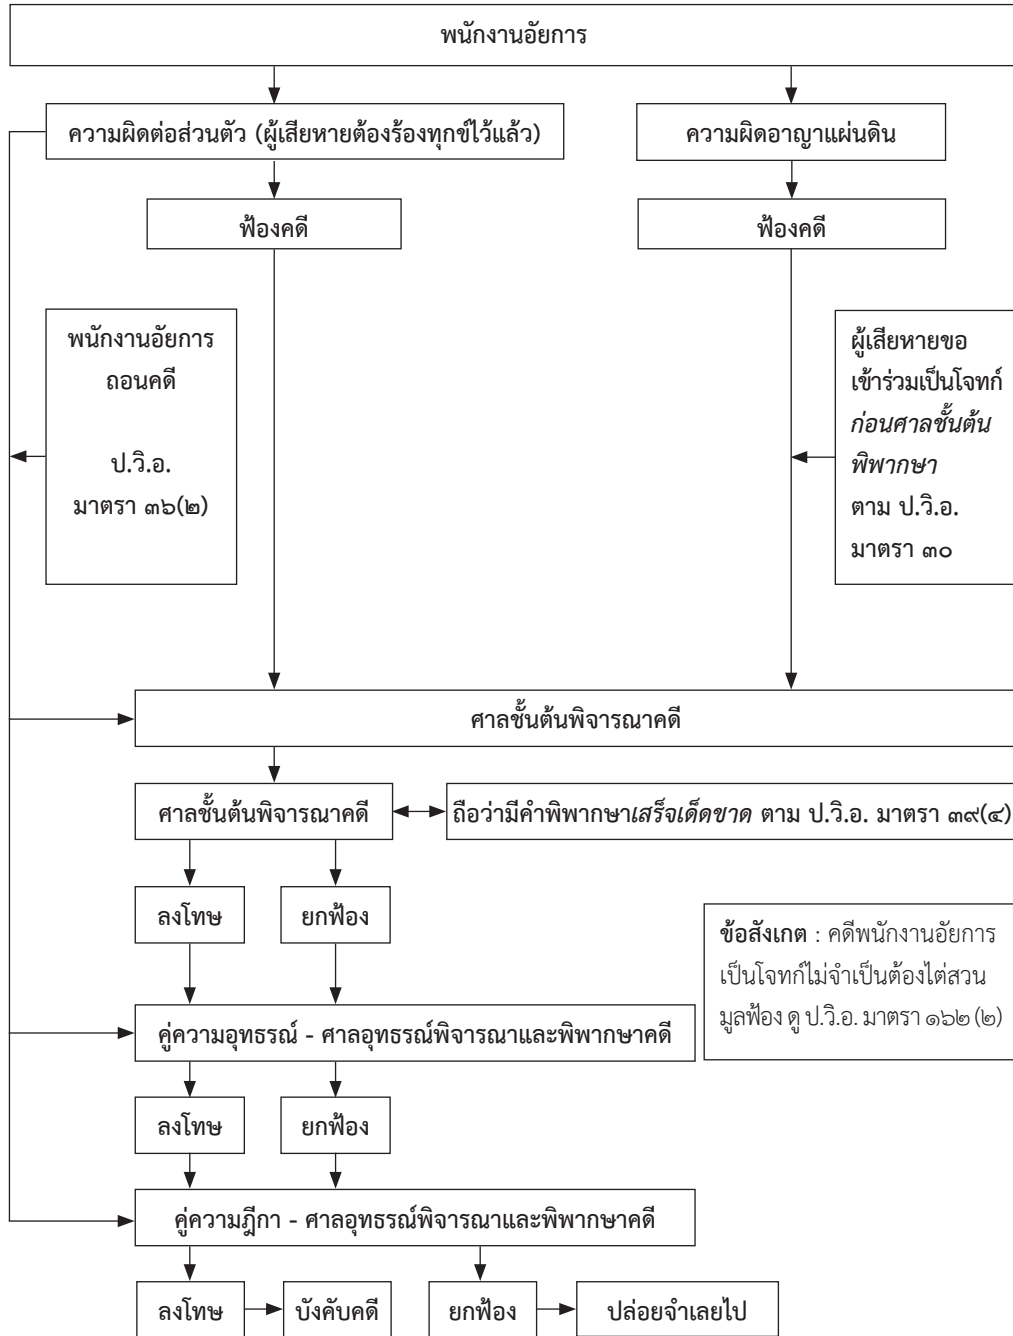 พนักงานอัยการ
ความผิดต่อส่วนตัว (ผู้เสียหายต้องร้องทุกข์ไว้แล้ว)
ความผิดอาญาแผ่นดิน
ฟ้องคดี
ฟ้องคดี
พนักงานอัยการ
ถอนคดี
ป.วิ.อ.
มาตรา ๓๖(๒)
ผู้เสียหายขอ
เข้าร่วมเป็นโจทก์
ก่อนศาลชั้นต้น
พิพากษา
ตาม ป.วิ.อ.
มาตรา ๓๐
ศาลชั้นต้นพิจารณาคดี
ศาลชั้นต้นพิจารณาคดี
ถือว่ามีคำพิพากษาเสร็จเด็ดขาด ตาม ป.วิ.อ. มาตรา ๓๙(๔)
ลงโทษ
ยกฟ้อง
ข้อสังเกต : คดีพนักงานอัยการ
เป็นโจทก์ไม่จำเป็นต้องไต่สวน
มูลฟ้อง ดู ป.วิ.อ. มาตรา ๑๖๒ (๒)
คู่ความอุทธรณ์ - ศาลอุทธรณ์พิจารณาและพิพากษาคดี
ลงโทษ
ยกฟ้อง
คู่ความฎีกา - ศาลอุทธรณ์พิจารณาและพิพากษาคดี
ลงโทษ
บังคับคดี
ยกฟ้อง
ปล่อยจำเลยไป